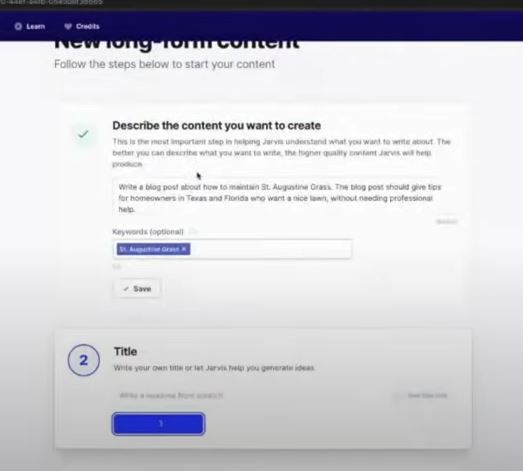 Learn
Credits
New long-form content
Follow the steps below to start your content
Describe the content you want to create
This is the most important step in helping Jarvis understand what you want to write about. The
better you can describe what you want to write, the higher quality content Jarvis will help
produce.
Write a blog post about how to maintain St. Augustine Grass. The blog post should give tips
for homeowners in Texas and Florida who want a nice lawn, without needing professional
help.
Keywords (optional)
St. Augustine Grass ×
✓ Save
2
Title
Write your own title or let Jarvis help you generate ideas.
Write a headline from scratch
Use this title